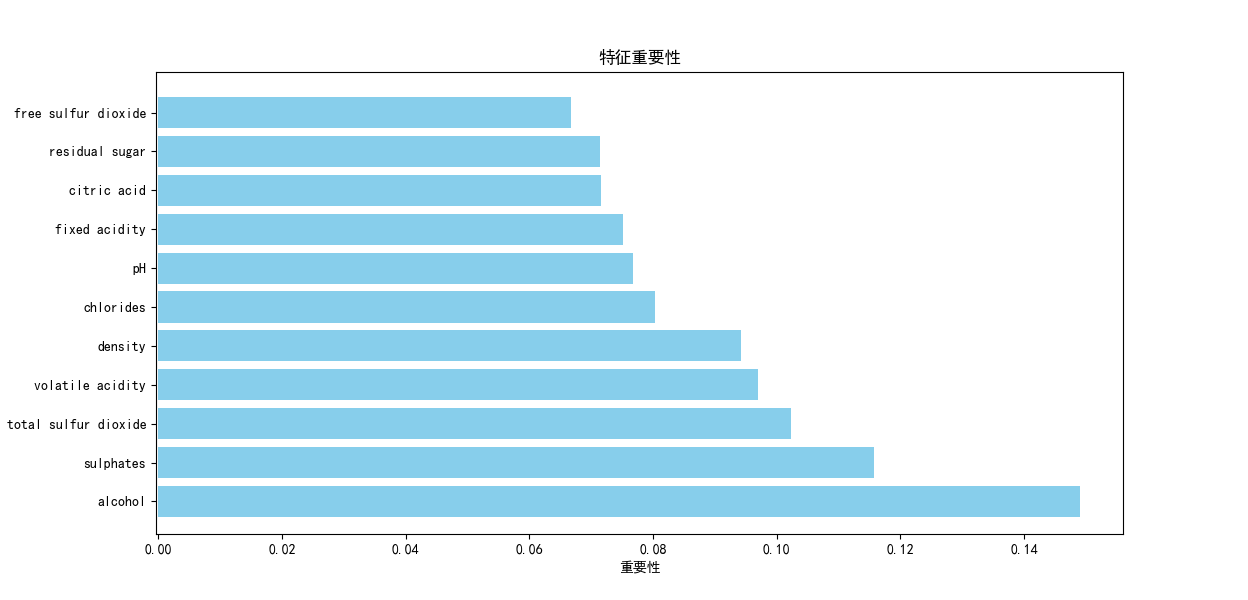 特征重要性
free sulfur dioxide
residual sugar
citric acid
fixed acidity
pH
chlorides
density
volatile acidity
total sulfur dioxide
sulphates
alcohol
0.00 0.02 0.04 0.06 0.08 0.10 0.12 0.14
重要性